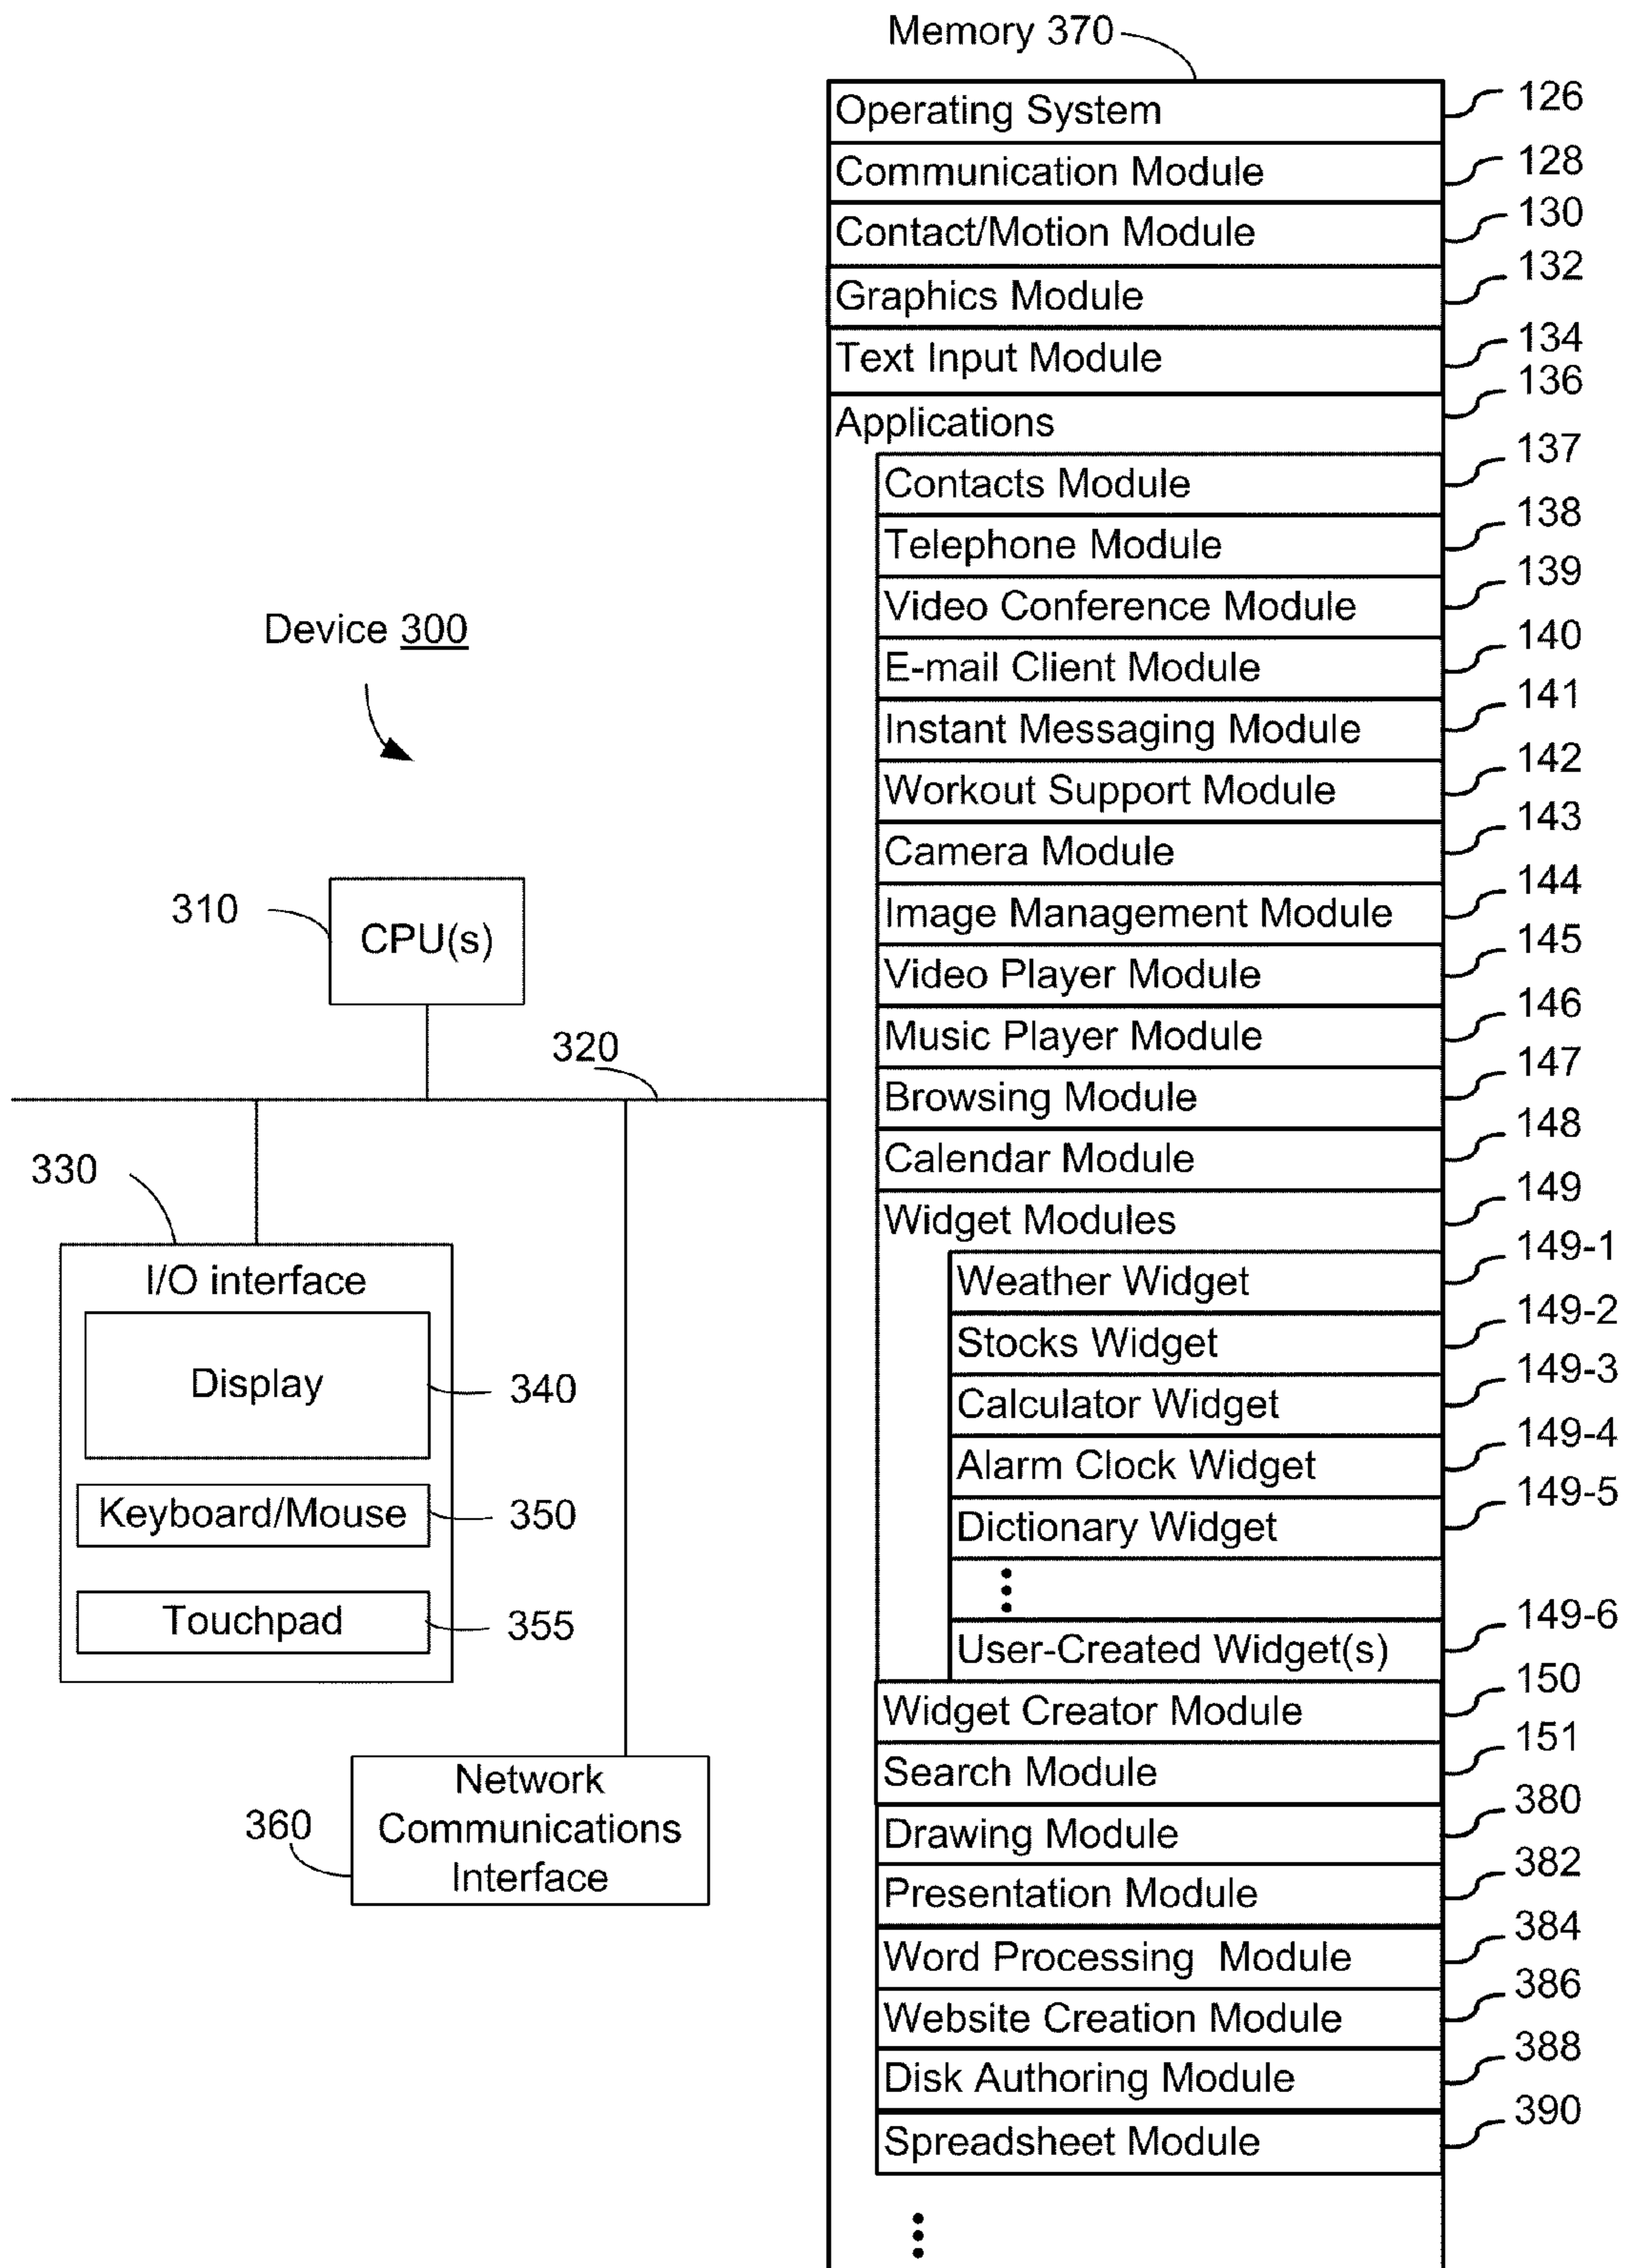 Memory 370
Operating System 126
Communication Module 128
Contact/Motion Module 130
Graphics Module 132
Text Input Module 134
Applications 136
Contacts Module 137
Telephone Module 138
Video Conference Module 139
E-mail Client Module 140
Instant Messaging Module 141
Workout Support Module 142
Camera Module 143
Image Management Module 144
Video Player Module 145
Music Player Module 146
Browsing Module 147
Calendar Module 148
Widget Modules 149
Weather Widget 149-1
Stocks Widget 149-2
Calculator Widget 149-3
Alarm Clock Widget 149-4
Dictionary Widget 149-5
User-Created Widget(s) 149-6
Widget Creator Module 150
Search Module 151
Drawing Module 380
Presentation Module 382
Word Processing Module 384
Website Creation Module 386
Disk Authoring Module 388
Spreadsheet Module 390
Device 300
310
CPU(s)
320
330
I/O interface
Display 340
Keyboard/Mouse 350
Touchpad 355
360
Network
Communications
Interface